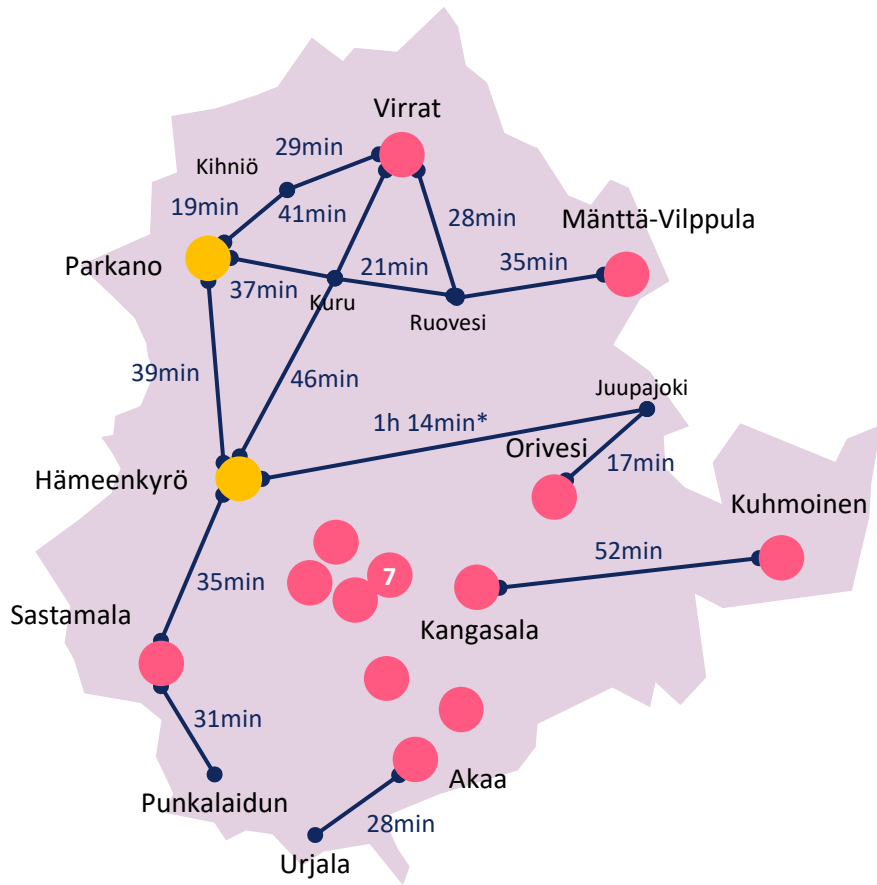 Virrat
29min
Kihniö
19min
41min
28min
Mänttä-Vilppula
Parkano
21min
35min
37min
Kuru
Ruovesi
39min
46min
Juupajoki
1h 14min*
Orivesi
17min
Hämeenkyrö
Kuhmoinen
52min
35min
7
Sastamala
Kangasala
31min
Punkalaidun
Akaa
28min
Urjala